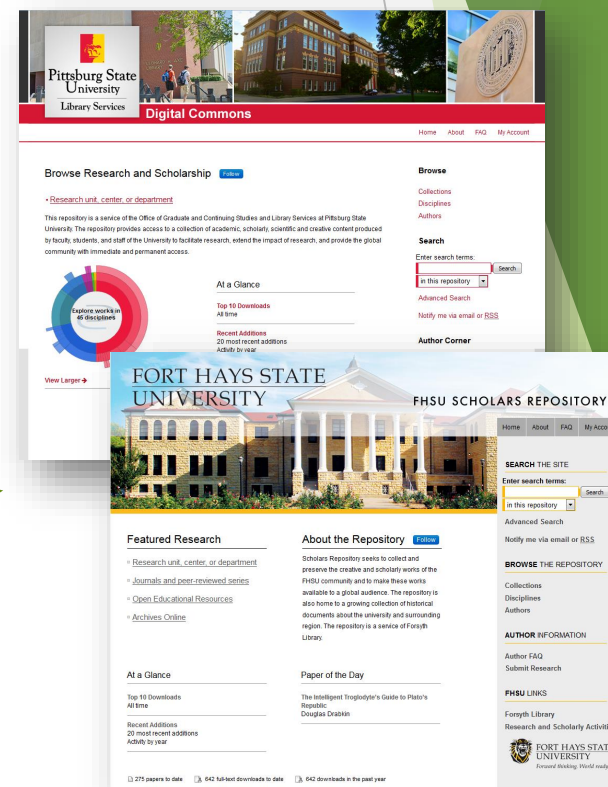 Pittsburg State
University
Library Services
Digital Commons
Home About FAQ My Account
Browse Research and Scholarship Follow
Research unit, center, or department
This repository is a service of the Office of Graduate and Continuing Studies and Library Services at Pittsburg State
University. The repository provides access to a collection of academic, scholarly, scientific and creative content produced
by faculty, students, and staff of the University to facilitate research, extend the impact of research, and provide the global
community with immediate and permanent access.
Explore works in
45 disciplines
View Larger →
At a Glance
Top 10 Downloads
All time
Recent Additions
20 most recent additions
Activity by year
Browse
Collections
Disciplines
Authors
Search
Enter search terms:
Search
in this repository
Advanced Search
Notify me via email or RSS
Author Corner
FORT HAYS STATE
UNIVERSITY
FHSU SCHOLARS REPOSITORY
Home About FAQ My Accou
Featured Research
Research unit, center, or department
Journals and peer-reviewed series
Open Educational Resources
Archives Online
About the Repository Follow
Scholars Repository seeks to collect and
preserve the creative and scholarly works of the
FHSU community and to make these works
available to a global audience. The repository is
also home to a growing collection of historical
documents about the university and surrounding
region. The repository is a service of Forsyth
Library.
At a Glance
Top 10 Downloads
All time
Recent Additions
20 most recent additions
Activity by year
Paper of the Day
The Intelligent Troglodyte's Guide to Plato's
Republic
Douglas Drabkin
275 papers to date 642 full-text downloads to date 642 downloads in the past year
SEARCH THE SITE
Enter search terms:
Search
in this repository
Advanced Search
Notify me via email or RSS
BROWSE THE REPOSITORY
Collections
Disciplines
Authors
AUTHOR INFORMATION
Author FAQ
Submit Research
FHSU LINKS
Forsyth Library
Research and Scholarly Activiti
FORT HAYS STAT
UNIVERSITY
Forward thinking. World ready